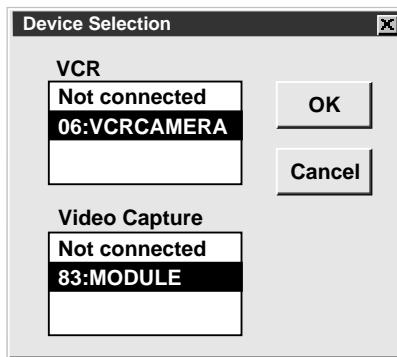 Device Selection
VCR
Not connected
06:VCRCAMERA
OK
Cancel
Video Capture
Not connected
83:MODULE